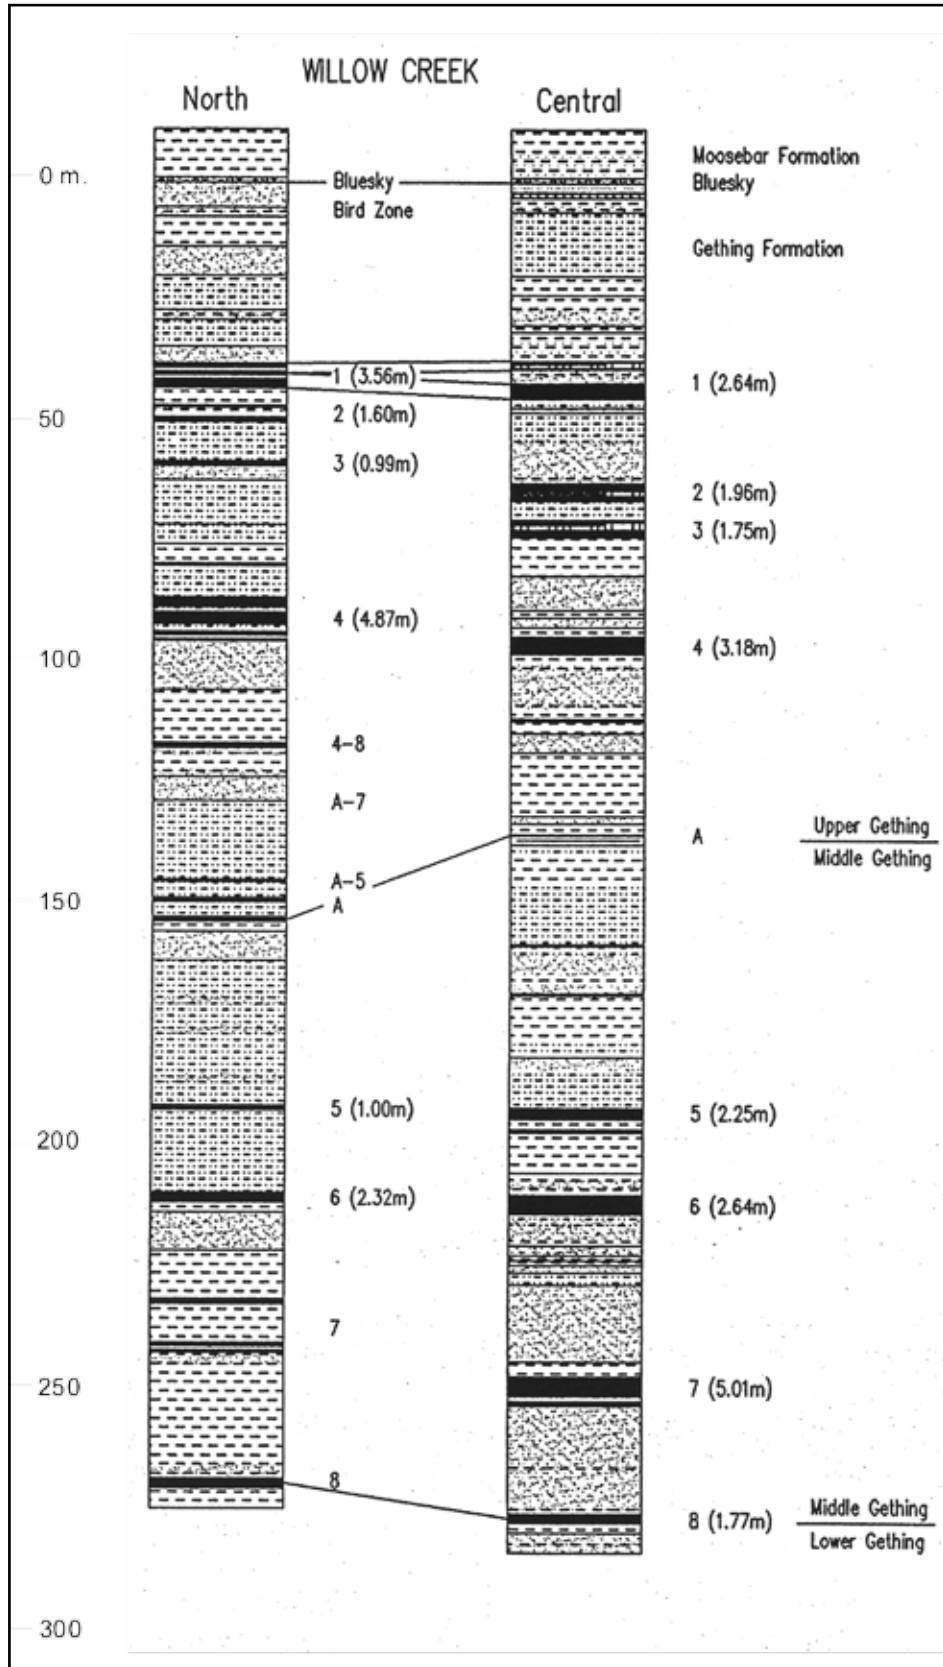 WILLOW CREEK
North
Central
0 m.
50
100
150
200
250
300
Bluesky
Bird Zone
1 (3.56m)
2 (1.60m)
3 (0.99m)
4 (4.87m)
4-8
A-7
A-5
A
5 (1.00m)
6 (2.32m)
7
8
Moosebar Formation
Bluesky
Gething Formation
1 (2.64m)
2 (1.96m)
3 (1.75m)
4 (3.18m)
A
Upper Gething
Middle Gething
5 (2.25m)
6 (2.64m)
7 (5.01m)
8 (1.77m)
Middle Gething
Lower Gething